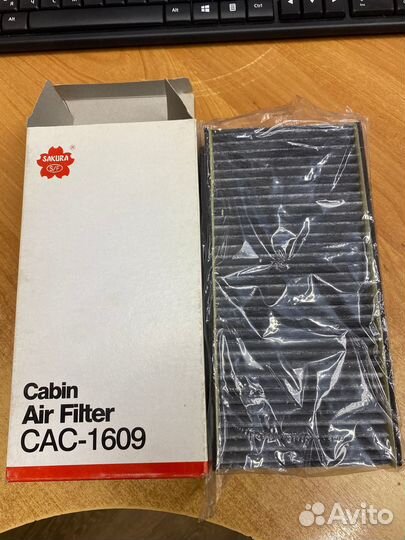 Alt
Alt
Ctrl
SAKURA
®
S/F
Cabin
Air Filter
CAC-1609
Avito